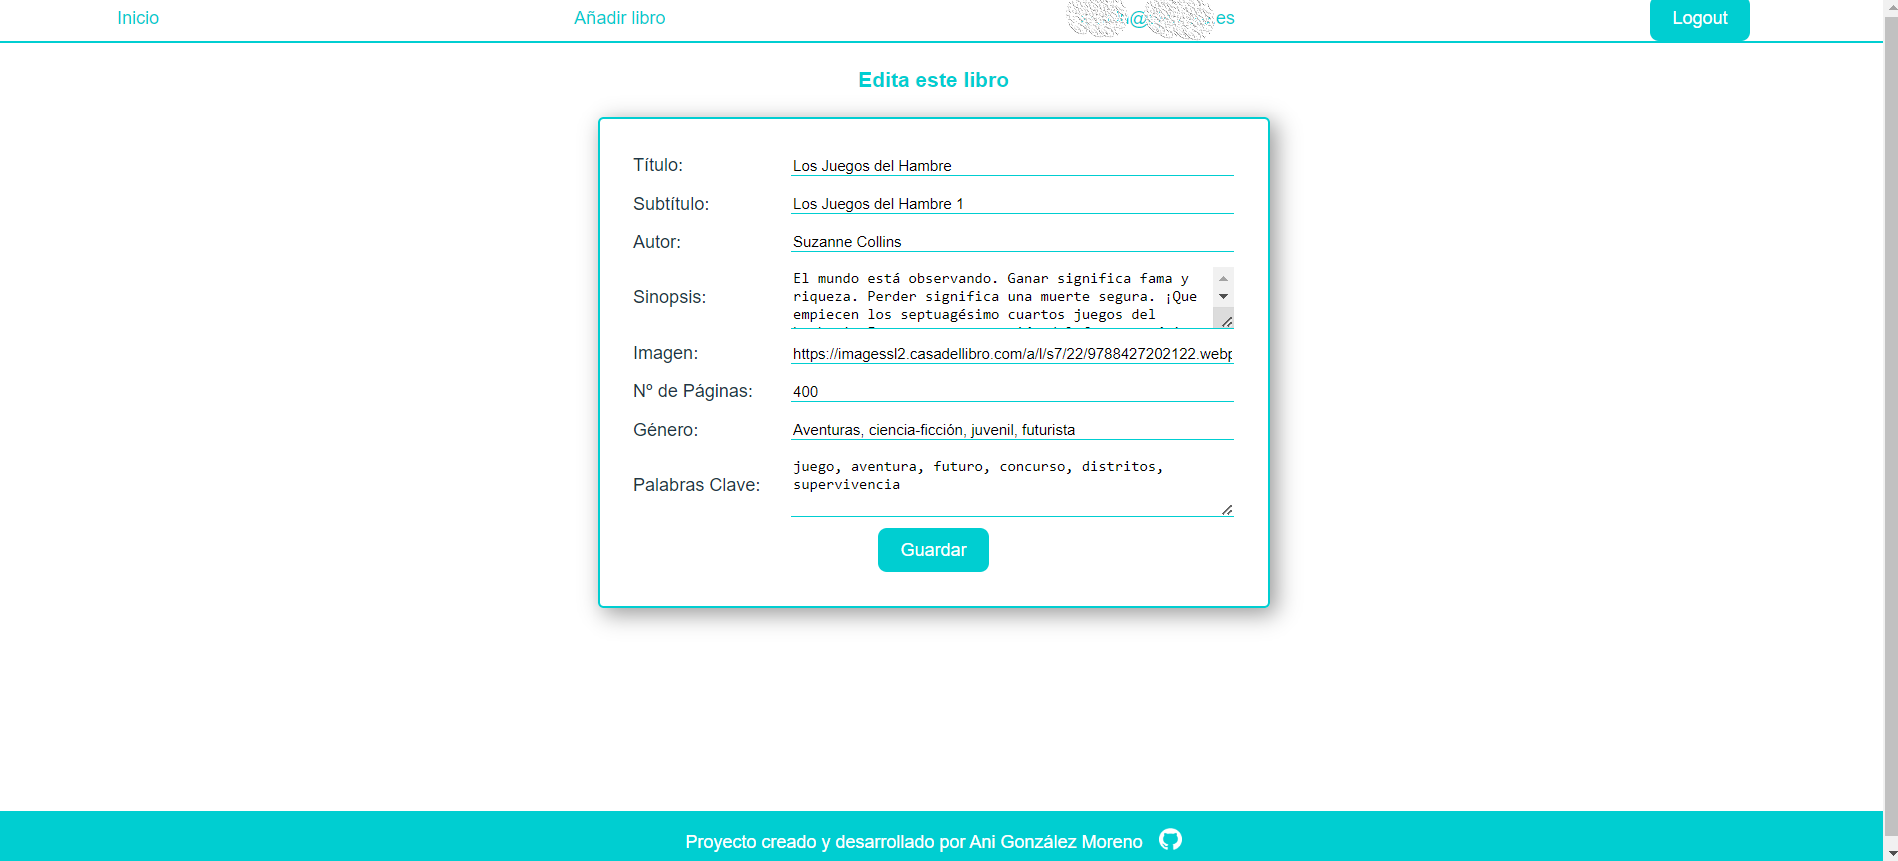 Inicio
Añadir libro
@
es
Logout
Edita este libro
Título:
Los Juegos del Hambre
Subtítulo:
Los Juegos del Hambre 1
Autor:
Suzanne Collins
Sinopsis:
El mundo está observando. Ganar significa fama y
riqueza. Perder significa una muerte segura. ¡Que
empiecen los septuagésimo cuartos juegos del
Imagen:
https://imagessl2.casadellibro.com/a/l/s7/22/9788427202122.webp
Nº de Páginas:
400
Género:
Aventuras, ciencia-ficción, juvenil, futurista
Palabras Clave:
juego, aventura, futuro, concurso, distritos,
supervivencia
Guardar
Proyecto creado y desarrollado por Ani González Moreno